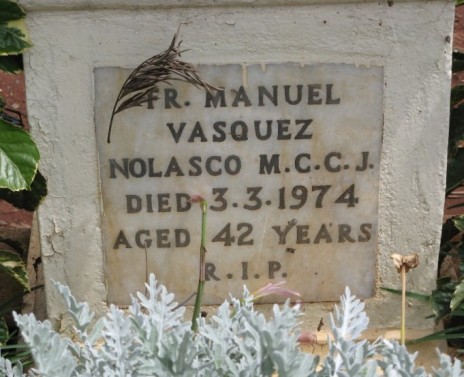 FR. MANUEL
VASQUEZ
NOLASCO M.C.C.J.
DIED 3.3.1974
AGED 42 YEARS
R.I.P.